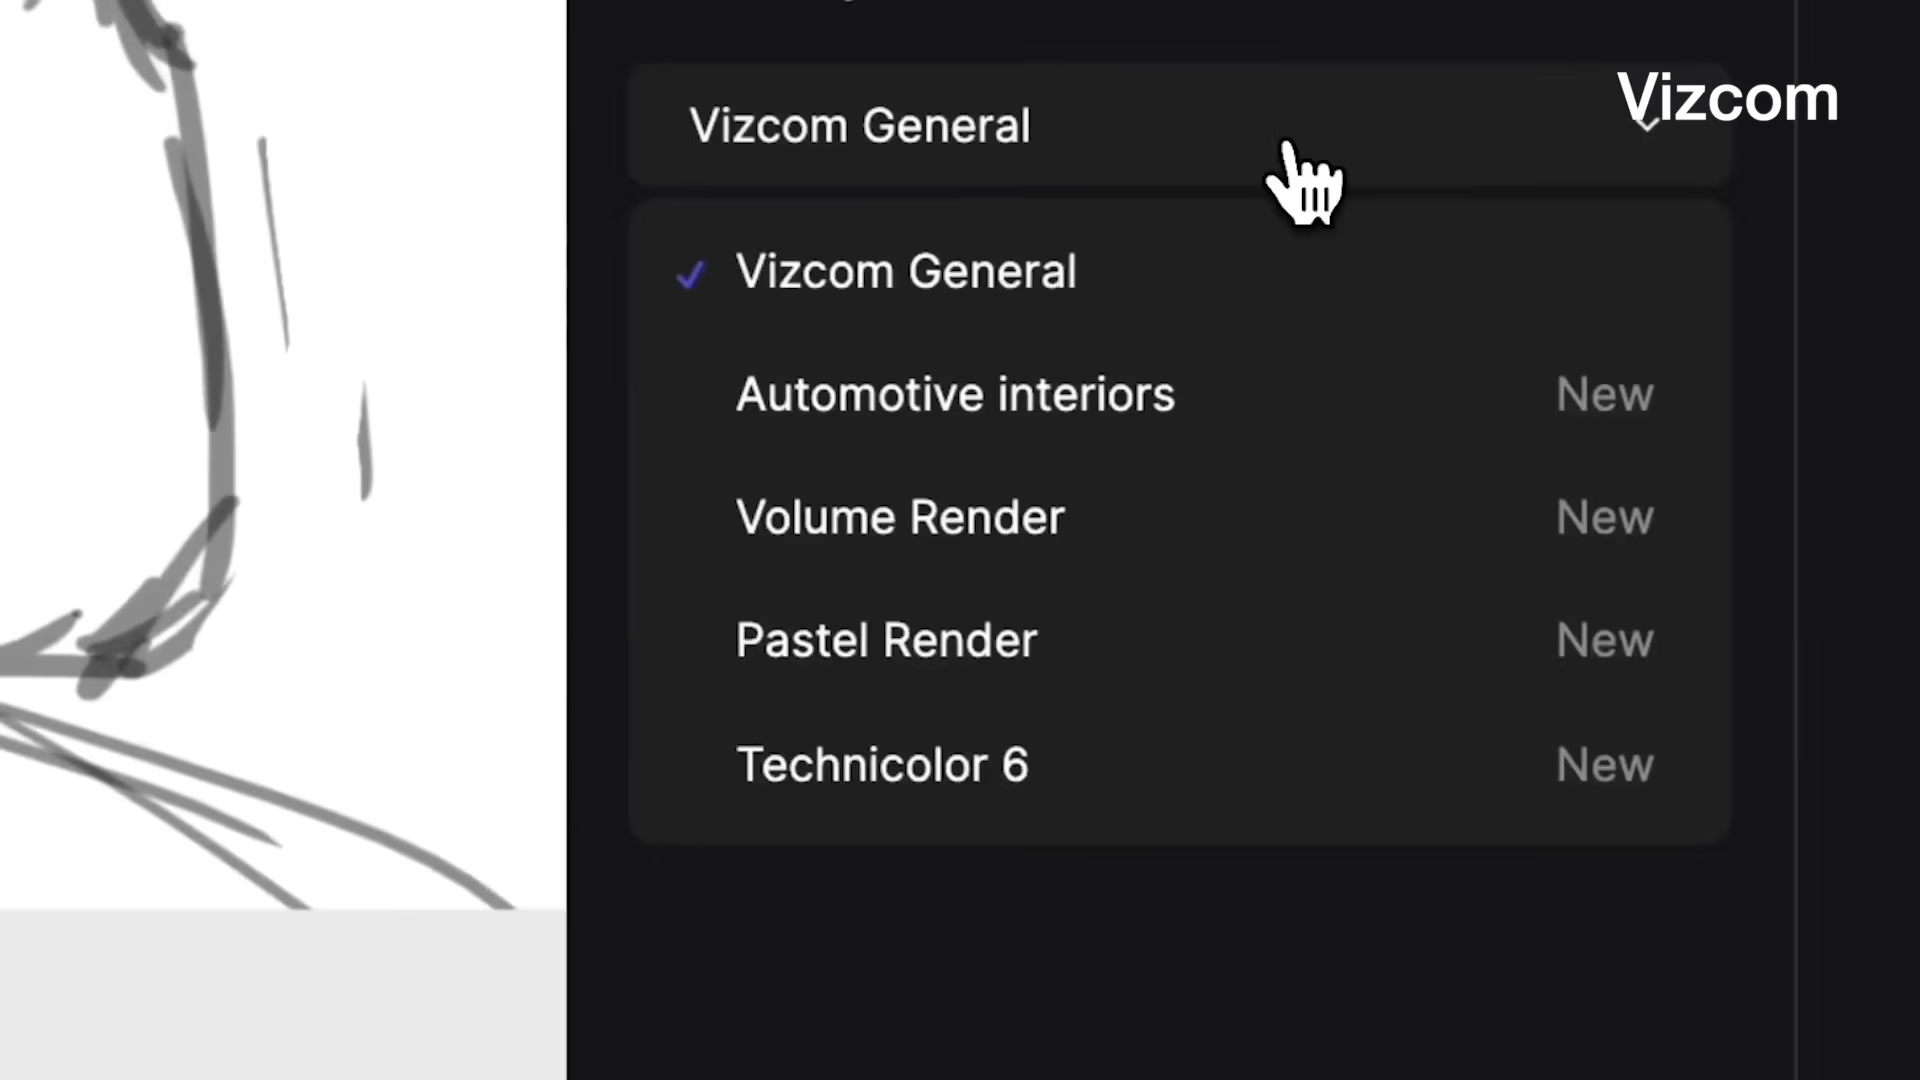 Vizcom
Vizcom General
Vizcom General
Automotive interiors New
Volume Render New
Pastel Render New
Technicolor 6 New